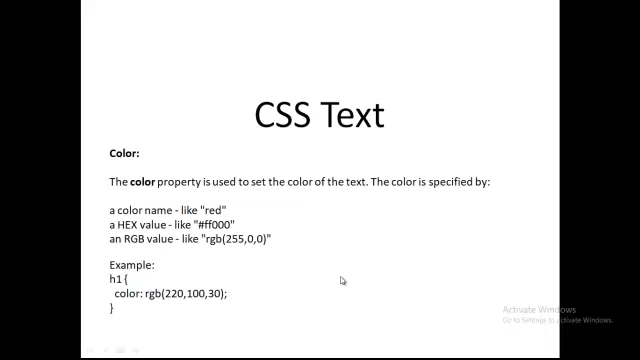 CSS Text
Color:
The color property is used to set the color of the text. The color is specified by:
a color name - like "red"
a HEX value - like "#ff000"
an RGB value - like "rgb(255,0,0)"
Example:
h1 {
color: rgb(220,100,30);
}
Activate Windows
Go to Settings to activate Windows.